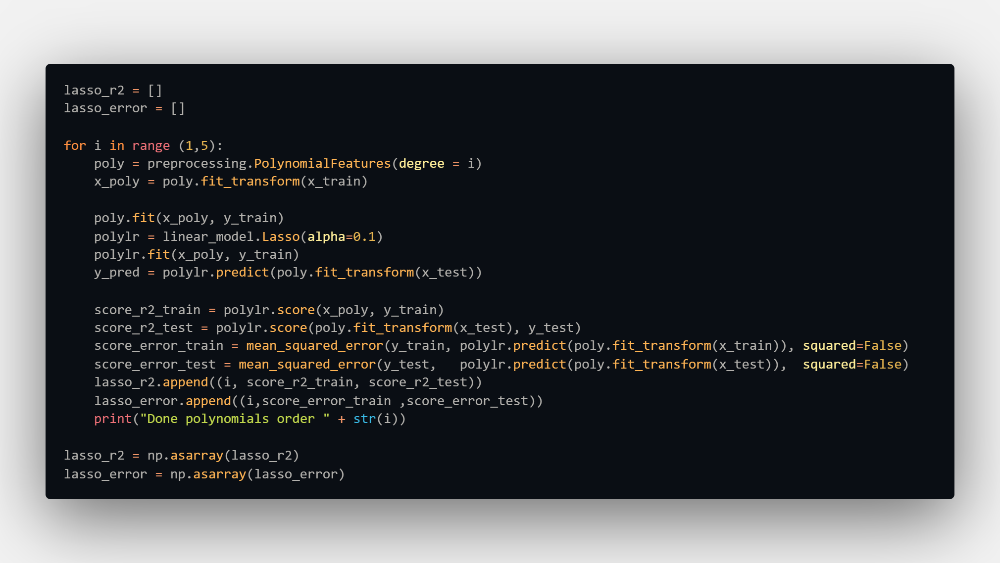 lasso_r2 = []
lasso_error = []
for i in range (1,5):
    poly = preprocessing.PolynomialFeatures(degree = i)
    x_poly = poly.fit_transform(x_train)
    poly.fit(x_poly, y_train)
    polylr = linear_model.Lasso(alpha=0.1)
    polylr.fit(x_poly, y_train)
    y_pred = polylr.predict(poly.fit_transform(x_test))
    score_r2_train = polylr.score(x_poly, y_train)
    score_r2_test = polylr.score(poly.fit_transform(x_test), y_test)
    score_error_train = mean_squared_error(y_train, polylr.predict(poly.fit_transform(x_train)), squared=False)
    score_error_test = mean_squared_error(y_test,   polylr.predict(poly.fit_transform(x_test)),  squared=False)
    lasso_r2.append((i, score_r2_train, score_r2_test))
    lasso_error.append((i,score_error_train ,score_error_test))
    print("Done polynomials order " + str(i))
lasso_r2 = np.asarray(lasso_r2)
lasso_error = np.asarray(lasso_error)